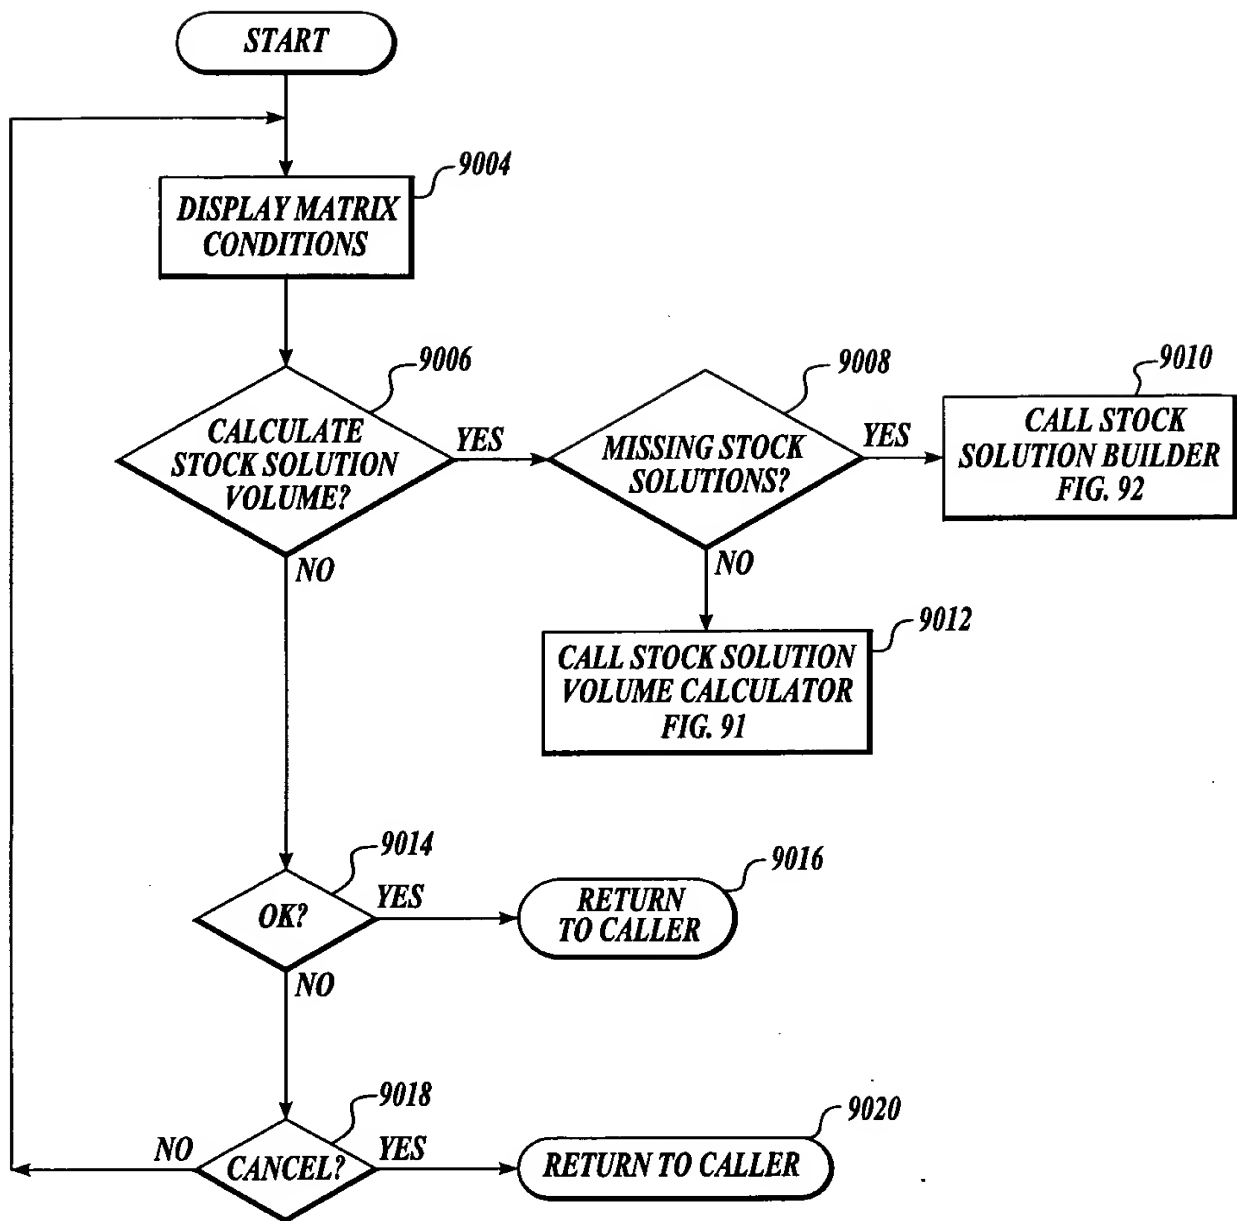 START
9004
DISPLAY MATRIX
CONDITIONS
9006
CALCULATE
STOCK SOLUTION
VOLUME?
YES
NO
9008
MISSING STOCK
SOLUTIONS?
YES
NO
9010
CALL STOCK
SOLUTION BUILDER
FIG. 92
9012
CALL STOCK SOLUTION
VOLUME CALCULATOR
FIG. 91
9014
OK?
YES
NO
9016
RETURN
TO CALLER
9018
CANCEL?
NO
YES
9020
RETURN TO CALLER